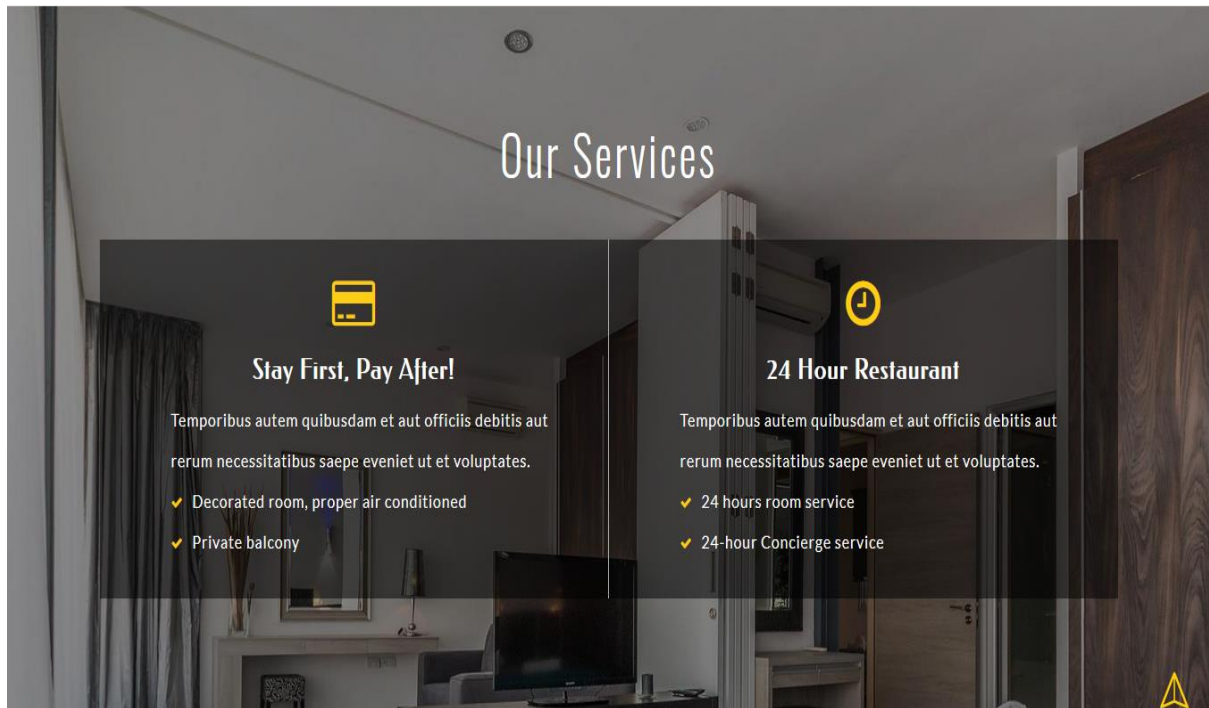 Our Services
Stay First, Pay After!
Temporibus autem quibusdam et aut officiis debitis aut
rerum necessitatibus saepe eveniet ut et voluptates.
Decorated room, proper air conditioned
Private balcony
24 Hour Restaurant
Temporibus autem quibusdam et aut officiis debitis aut
rerum necessitatibus saepe eveniet ut et voluptates.
24 hours room service
24-hour Concierge service